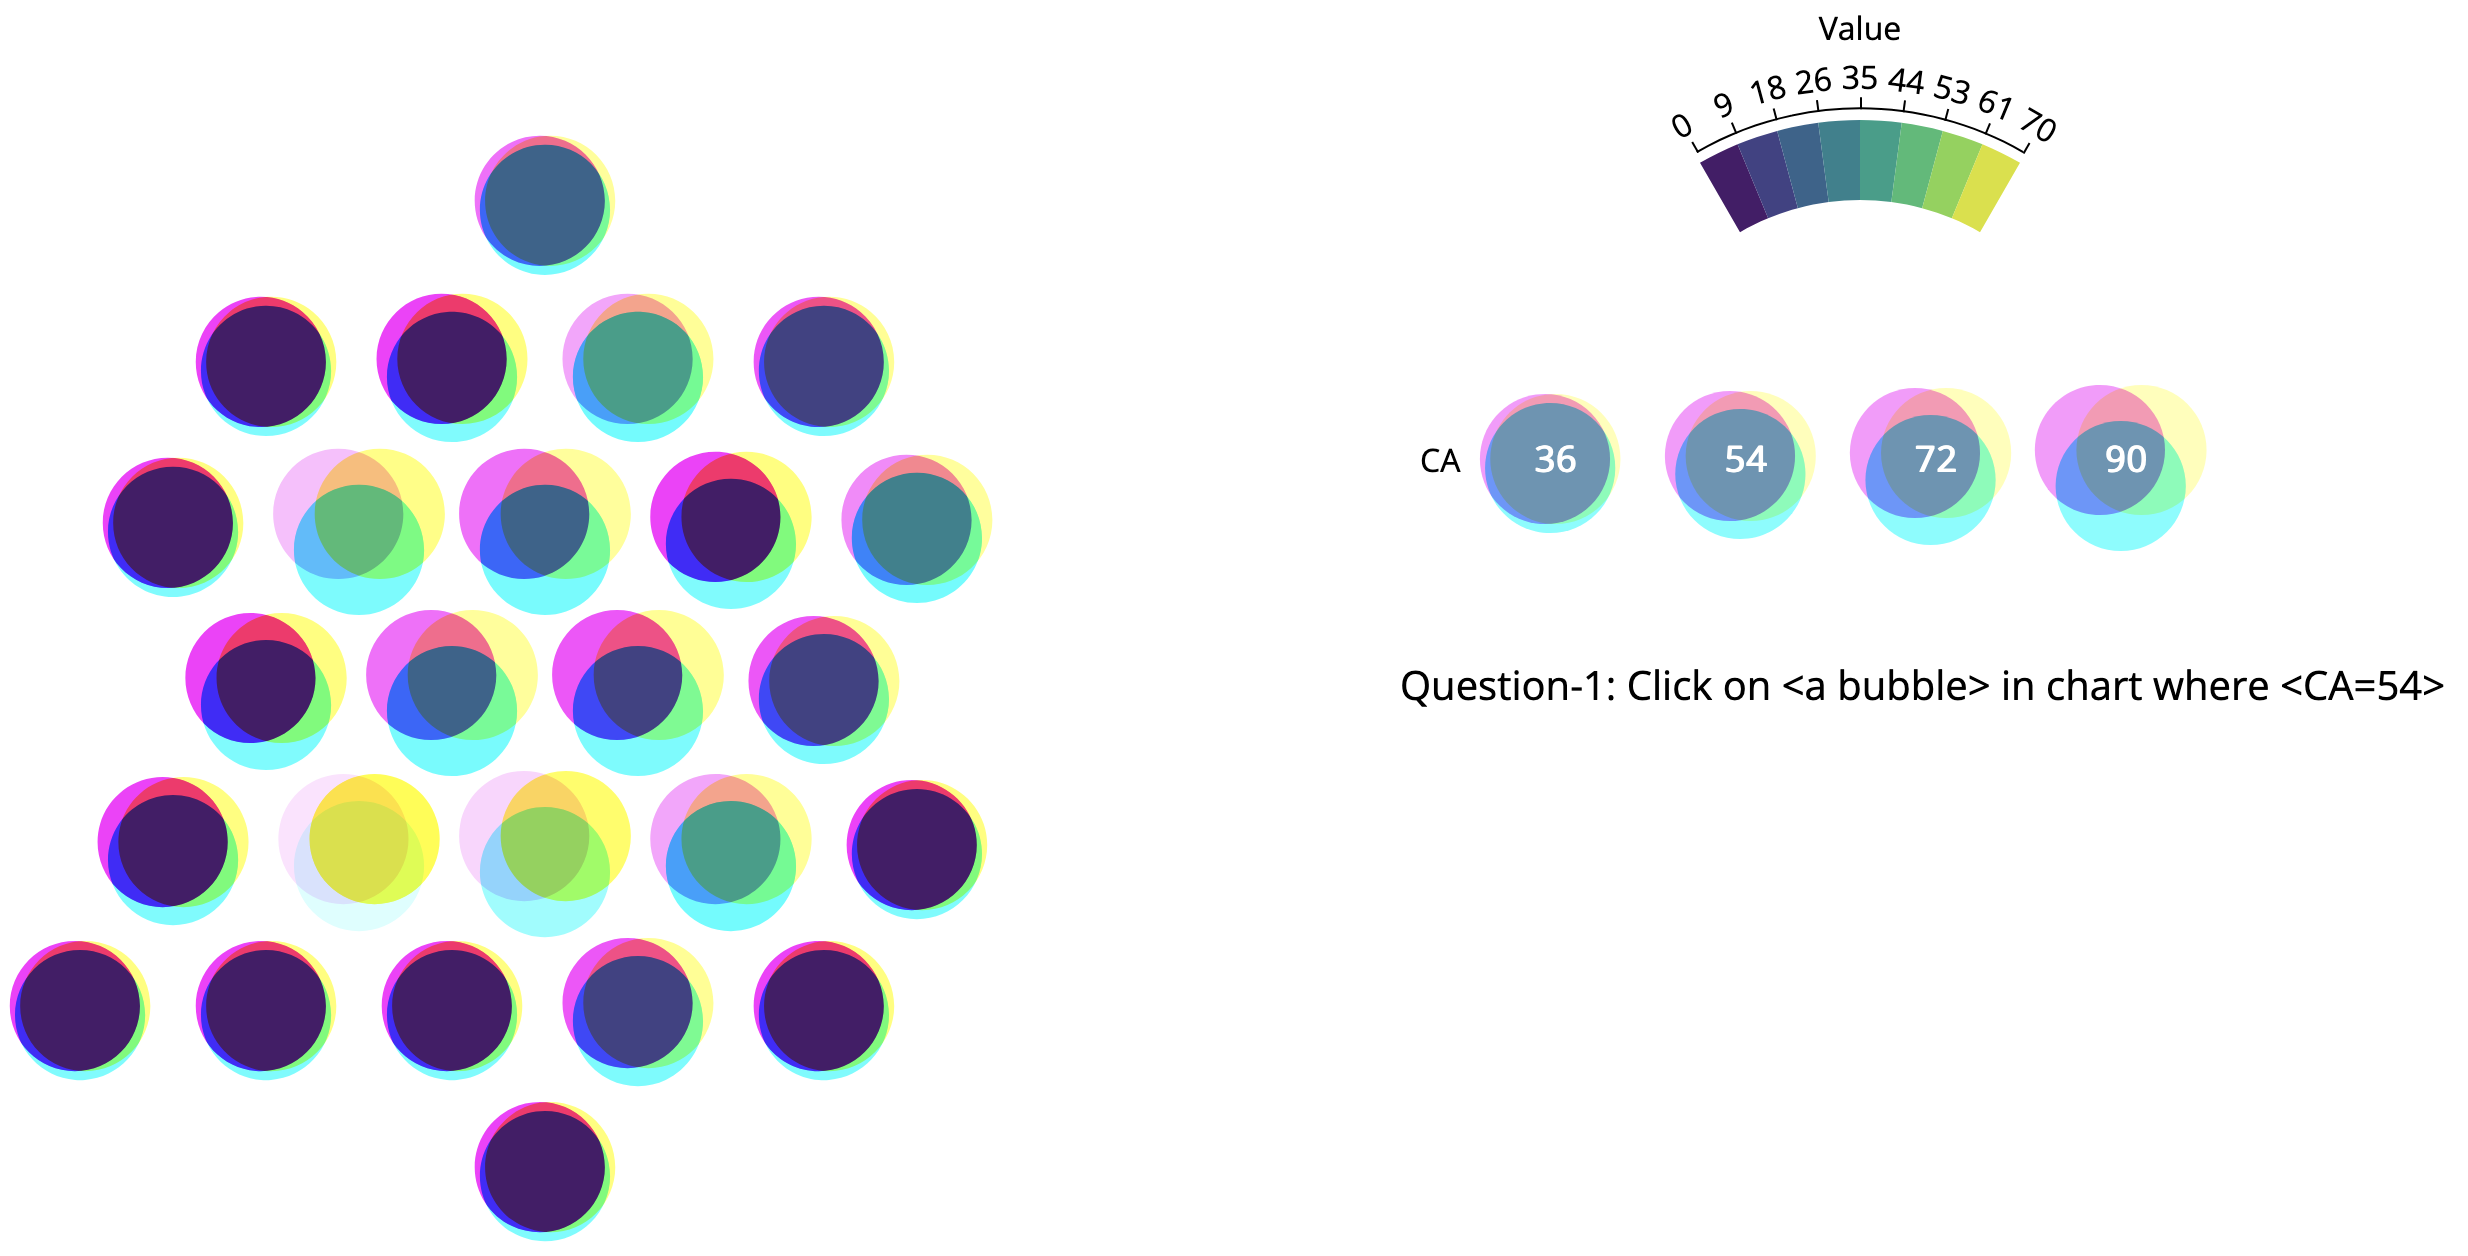 Value
0 9 18 26 35 44 53 61 70
CA 36 54 72 90
Question-1: Click on <a bubble> in chart where <CA=54>